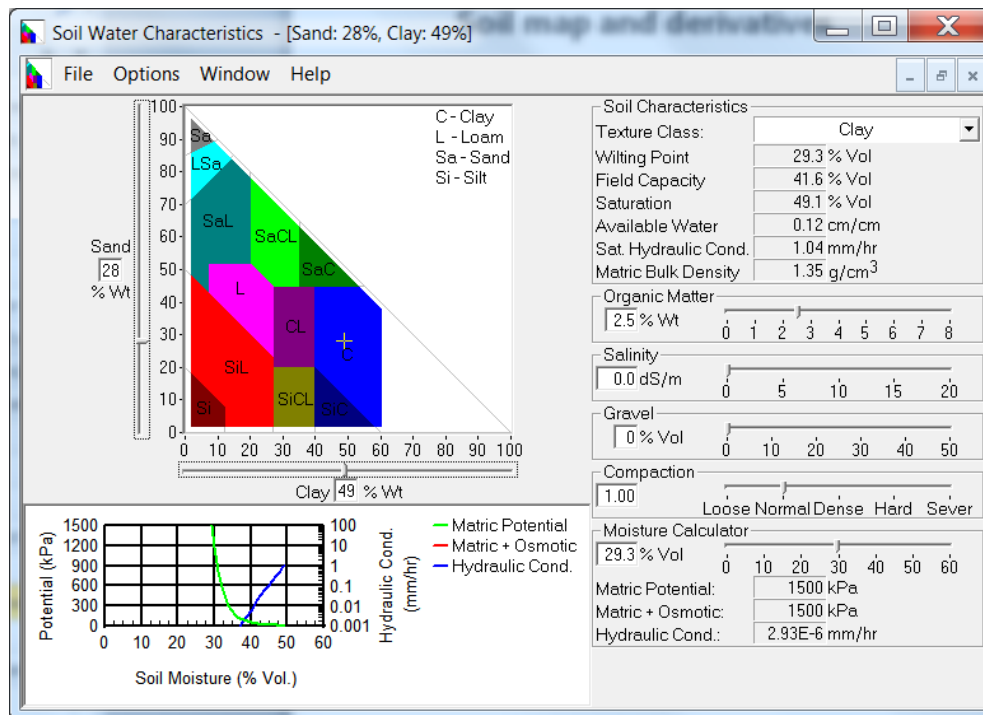 Soil map and derivatives
Soil Water Characteristics - [Sand: 28%, Clay: 49%]
File Options Window Help
C - Clay
L - Loam
Sa - Sand
Si - Silt
100
90
80
70
60
50
40
30
20
10
0
Sand
28
% Wt
Sa
LSa
SaL
SaCL
SaC
L
CL
C
SiL
Si
SiCL
SiC
0 10 20 30 40 50 60 70 80 90 100
Clay 49 % Wt
Soil Characteristics
Texture Class: Clay
Wilting Point 29.3 % Vol
Field Capacity 41.6 % Vol
Saturation 49.1 % Vol
Available Water 0.12 cm/cm
Sat. Hydraulic Cond. 1.04 mm/hr
Matric Bulk Density 1.35 g/cm3
Organic Matter
2.5 % Wt
0 1 2 3 4 5 6 7 8
Salinity
0.0 dS/m
0 5 10 15 20
Gravel
0 % Vol
0 10 20 30 40 50
Compaction
1.00
Loose Normal Dense Hard Sever
Moisture Calculator
29.3 % Vol
0 10 20 30 40 50 60
Matric Potential: 1500 kPa
Matric + Osmotic: 1500 kPa
Hydraulic Cond.: 2.93E-6 mm/hr
Potential (kPa)
1500
1200
900
600
300
0
100
10
1
0.1
0.01
0.001
Hydraulic Cond.
(mm/hr)
0 10 20 30 40 50 60
Soil Moisture (% Vol.)
Matric Potential
Matric + Osmotic
Hydraulic Cond.